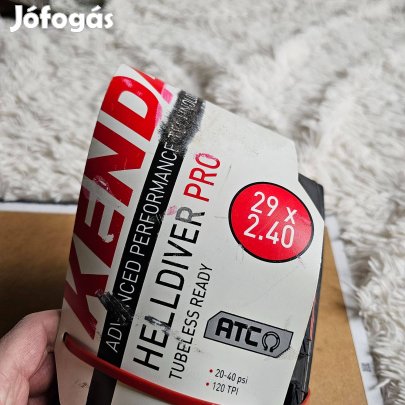 Jófogás
KENDA
ADVANCED PERFORMANCE
HELLDIVER PRO
TUBELESS READY
29 x
2.40
ATC
• 20-40 psi
• 120 TPI